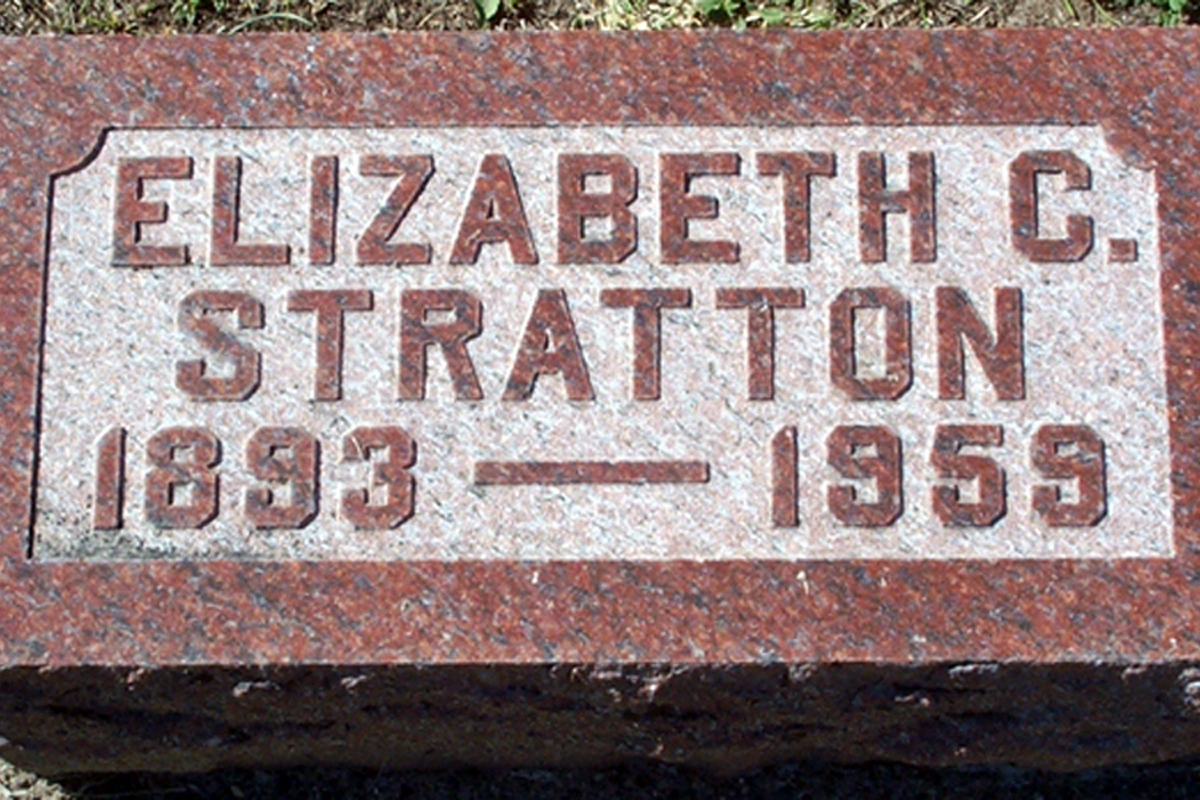 ELIZABETH C.
STRATTON
1893 — 1959